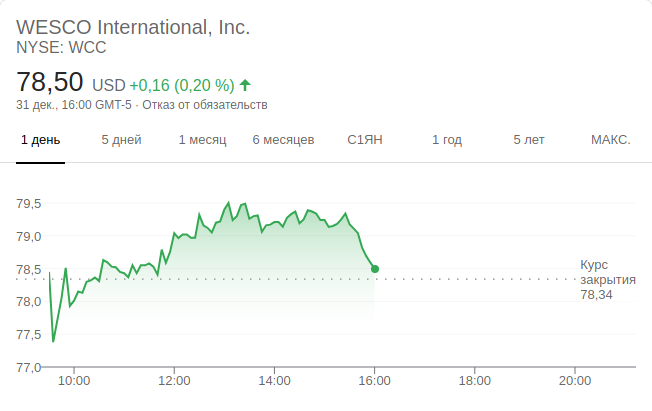 WESCO International, Inc.
NYSE: WCC
78,50 USD +0,16 (0,20 %)
31 дек., 16:00 GMT-5 · Отказ от обязательств
1 день 5 дней 1 месяц 6 месяцев С1ЯН 1 год 5 лет МАКС.
79,5
79,0
78,5
78,0
77,5
77,0
Курс
закрытия
78,34
10:00 12:00 14:00 16:00 18:00 20:00